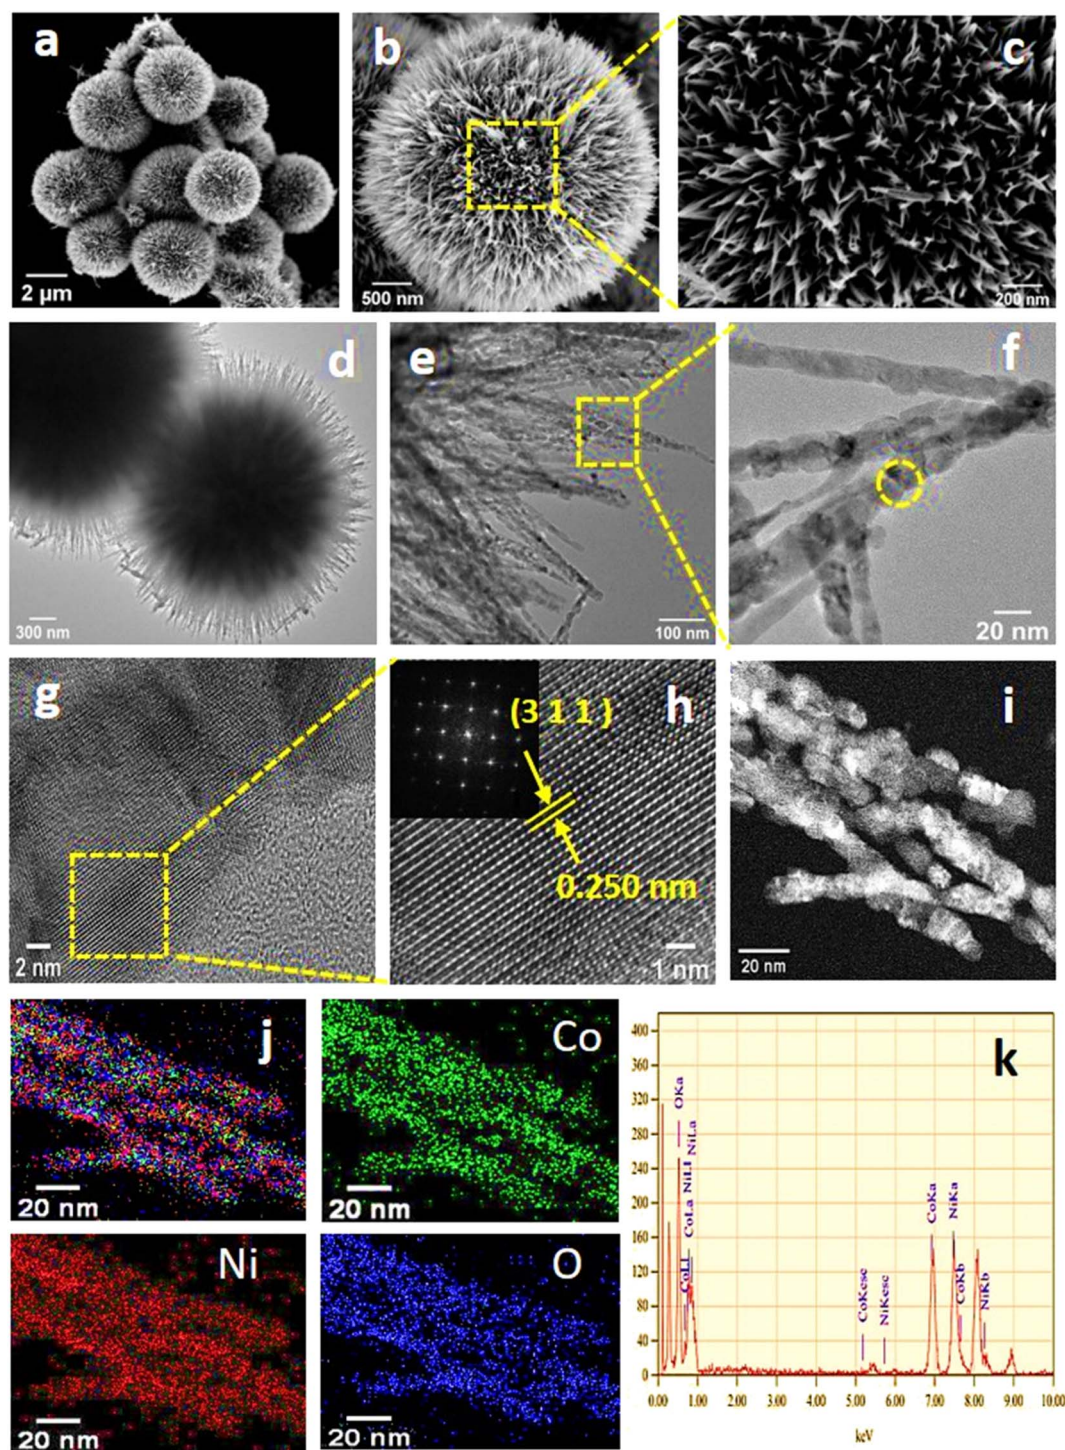 a
2 μm
b
500 nm
c
200 nm
d
300 nm
e
100 nm
f
20 nm
g
2 nm
(3 1 1 )
h
0.250 nm
1 nm
i
20 nm
j
20 nm
Co
20 nm
Ni
20 nm
O
20 nm
k
400
360
320
280
240
200
160
120
80
40
0
OKa
CoLl
CoLa
NiLl
NiLa
CoKesc
NiKesc
CoKa
NiKa
CoKb
NiKb
0.00 1.00 2.00 3.00 4.00 5.00 6.00 7.00 8.00 9.00 10.00
keV